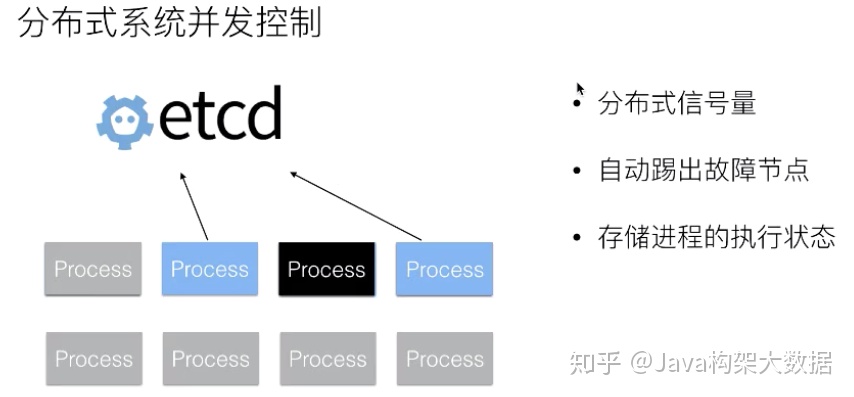 分布式系统并发控制
etcd
• 分布式信号量
• 自动踢出故障节点
• 存储进程的执行状态
Process Process Process Process
Process Process Process Process
知乎 @Java构架大数据